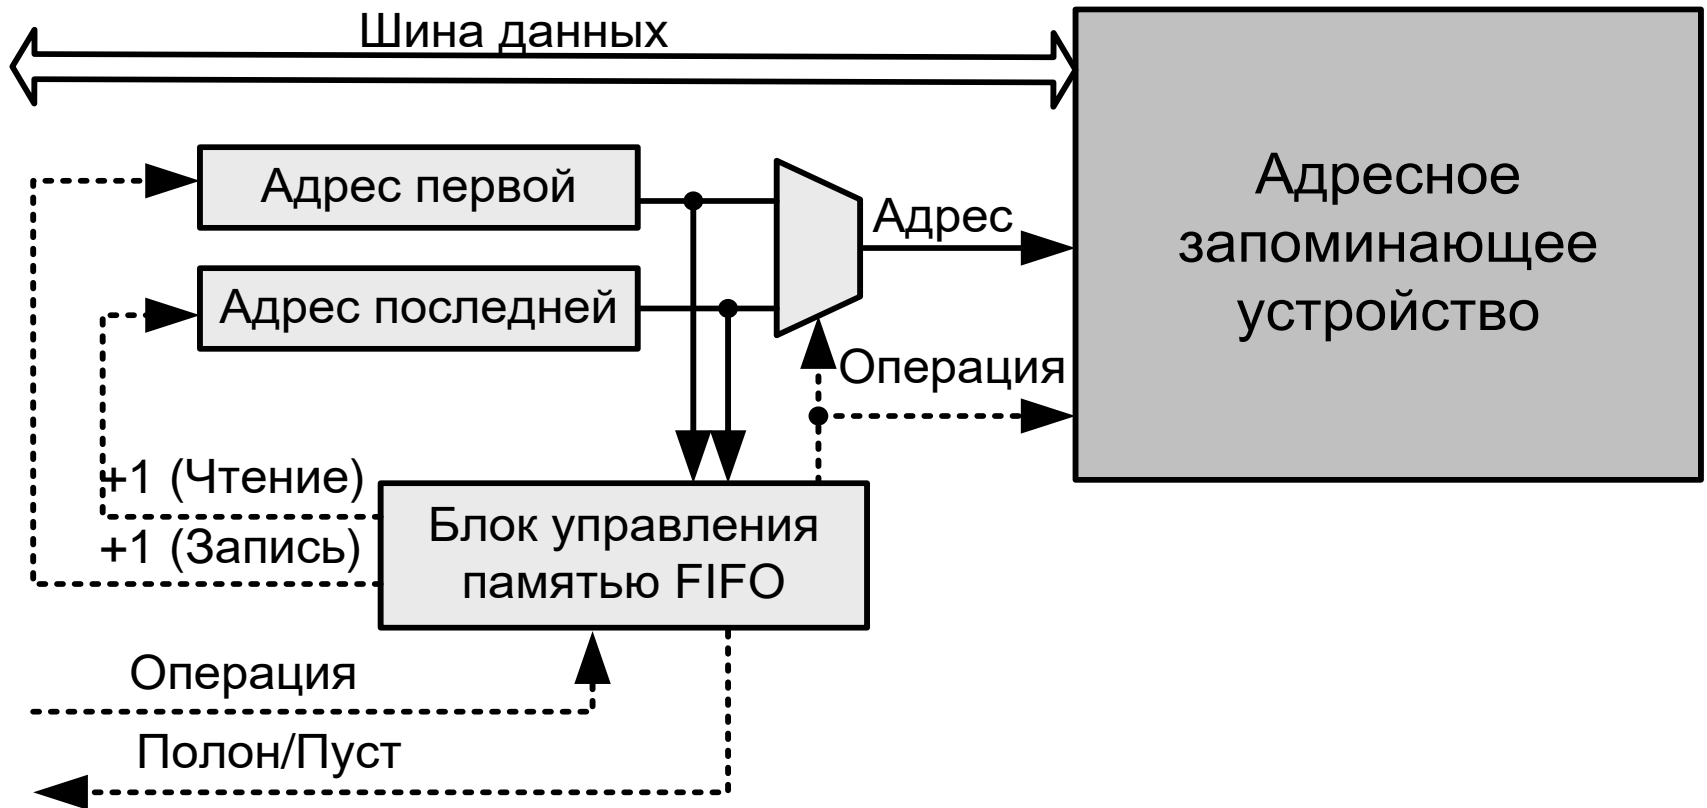 Шина данных
Адрес первой
Адрес последней
Адрес
Операция
Адресное
запоминающее
устройство
+1 (Чтение)
+1 (Запись)
Блок управления
памятью FIFO
Операция
Полон/Пуст